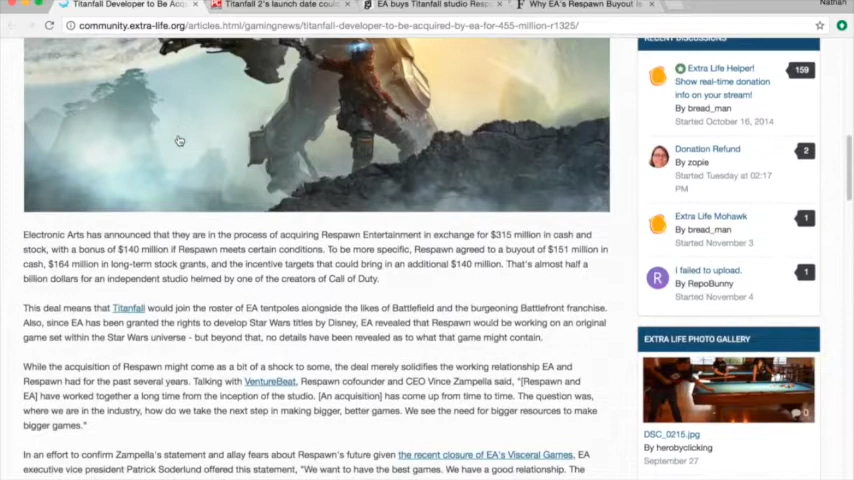 Titanfall Developer to Be Acq
Titanfall 2's launch date coul
EA buys Titanfall studio Resp
Why EA's Respawn Buyout is
Nathan
community.extra-life.org/articles.html/gamingnews/titanfall-developer-to-be-acquired-by-ea-for-455-million-r1325/
RECENT DISCUSSIONS
Extra Life Helper!
Show real-time donation
info on your stream!
By bread_man
Started October 16, 2014
159
Donation Refund
By zopie
Started Tuesday at 02:17
PM
2
Extra Life Mohawk
By bread_man
Started November 3
1
R
I failed to upload.
By RepoBunny
Started November 4
1
EXTRA LIFE PHOTO GALLERY
0
DSC_0215.jpg
By herobyclicking
September 27
Electronic Arts has announced that they are in the process of acquiring Respawn Entertainment in exchange for $315 million in cash and
stock, with a bonus of $140 million if Respawn meets certain conditions. To be more specific, Respawn agreed to a buyout of $151 million in
cash, $164 million in long-term stock grants, and the incentive targets that could bring in an additional $140 million. That's almost half a
billion dollars for an independent studio helmed by one of the creators of Call of Duty.
This deal means that Titanfall would join the roster of EA tentpoles alongside the likes of Battlefield and the burgeoning Battlefront franchise.
Also, since EA has been granted the rights to develop Star Wars titles by Disney, EA revealed that Respawn would be working on an original
game set within the Star Wars universe - but beyond that, no details have been revealed as to what that game might contain.
While the acquisition of Respawn might come as a bit of a shock to some, the deal merely solidifies the working relationship EA and
Respawn had for the past several years. Talking with VentureBeat, Respawn cofounder and CEO Vince Zampella said, "[Respawn and
EA] have worked together a long time from the inception of the studio. [An acquisition] has come up from time to time. The question was,
where we are in the industry, how do we take the next step in making bigger, better games. We see the need for bigger resources to make
bigger games."
In an effort to confirm Zampella's statement and allay fears about Respawn's future given the recent closure of EA's Visceral Games, EA
executive vice president Patrick Soderlund offered this statement, "We want to have the best games. We have a good relationship. The